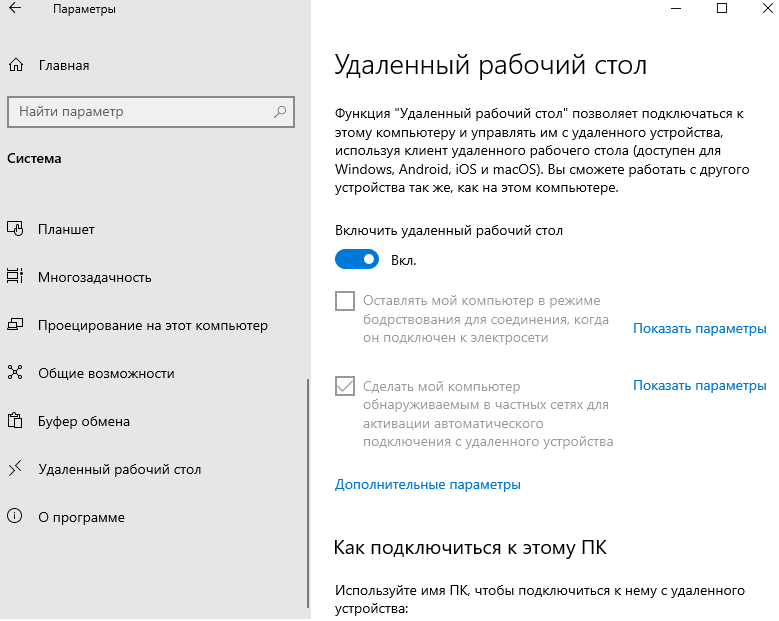 Параметры
Главная
Найти параметр
Система
Планшет
Многозадачность
Проецирование на этот компьютер
Общие возможности
Буфер обмена
Удаленный рабочий стол
О программе
Удаленный рабочий стол
Функция "Удаленный рабочий стол" позволяет подключаться к
этому компьютеру и управлять им с удаленного устройства,
используя клиент удаленного рабочего стола (доступен для
Windows, Android, iOS и macOS). Вы сможете работать с другого
устройства так же, как на этом компьютере.
Включить удаленный рабочий стол
Вкл.
Оставлять мой компьютер в режиме
бодрствования для соединения, когда
он подключен к электросети
Показать параметры
Сделать мой компьютер
обнаруживаемым в частных сетях для
активации автоматического
подключения с удаленного устройства
Показать параметры
Дополнительные параметры
Как подключиться к этому ПК
Используйте имя ПК, чтобы подключиться к нему с удаленного
устройства: